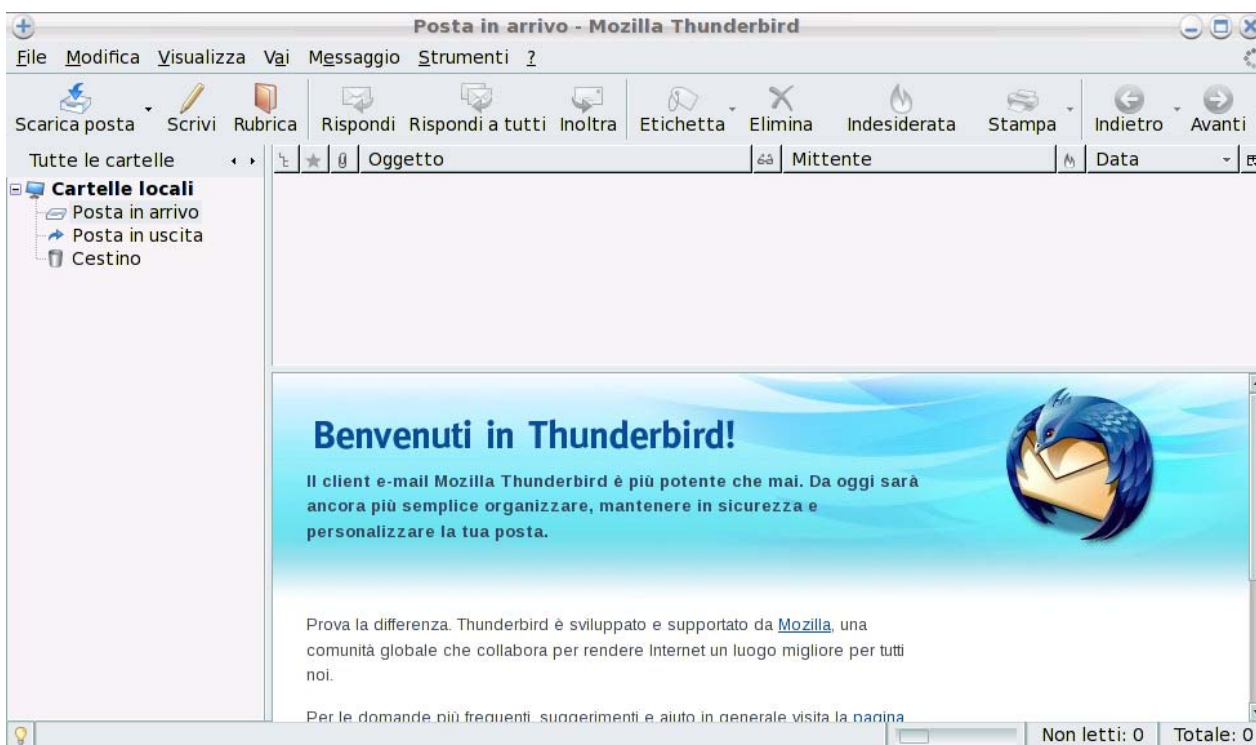 Posta in arrivo - Mozilla Thunderbird
File Modifica Visualizza Vai Messaggio Strumenti ?
Scarica posta Scrivi Rubrica Rispondi Rispondi a tutti Inoltra Etichetta Elimina Indesiderata Stampa Indietro Avanti
Tutte le cartelle Oggetto Mittente Data
Cartelle locali
Posta in arrivo
Posta in uscita
Cestino
Benvenuti in Thunderbird!
Il client e-mail Mozilla Thunderbird è più potente che mai. Da oggi sarà
ancora più semplice organizzare, mantenere in sicurezza e
personalizzare la tua posta.
Prova la differenza. Thunderbird è sviluppato e supportato da Mozilla, una
comunità globale che collabora per rendere Internet un luogo migliore per tutti
noi.
Per le domande più frequenti, suggerimenti e aiuto in generale visita la pagina
Non letti: 0 Totale: 0